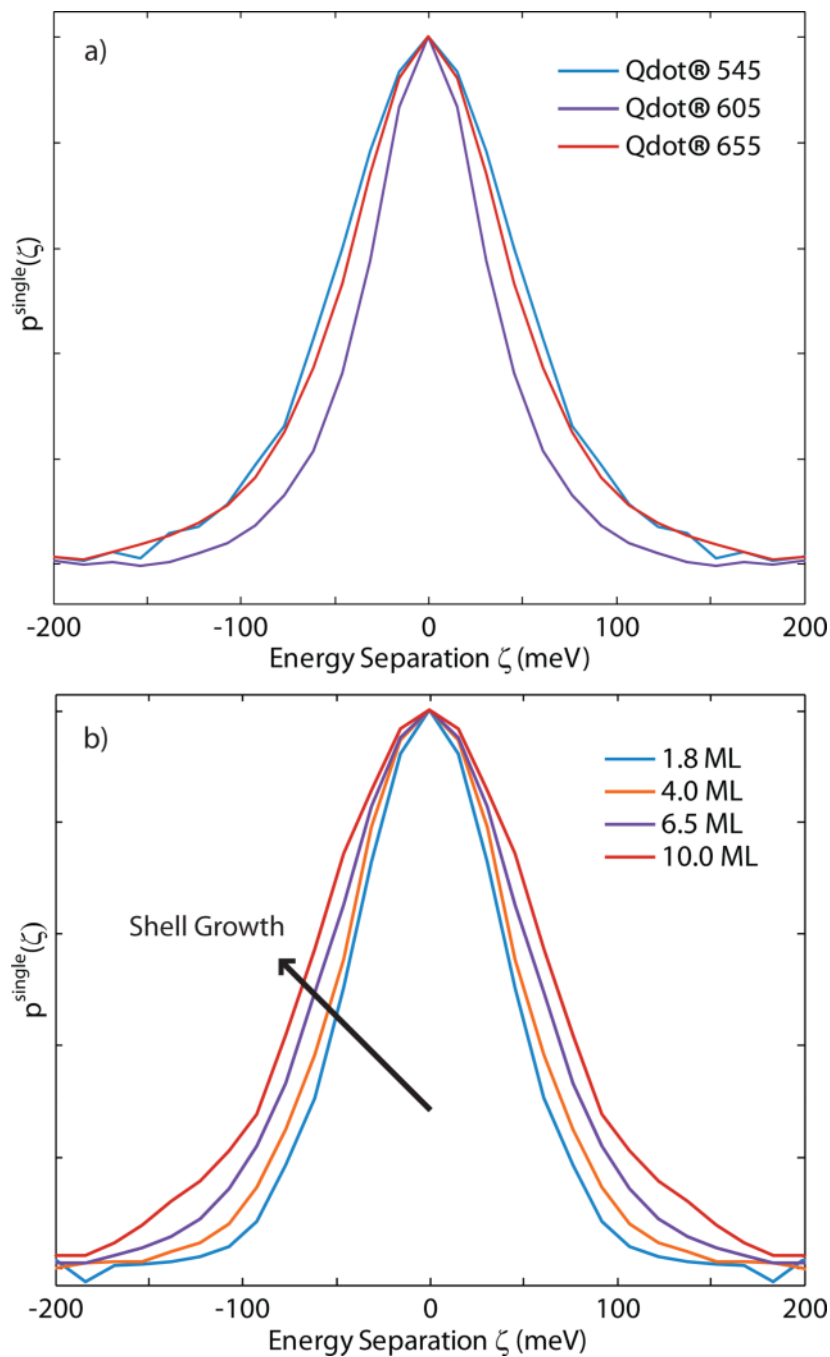 a)
Qdot® 545
Qdot® 605
Qdot® 655
p^single(ζ)
-200 -100 0 100 200
Energy Separation ζ (meV)
b)
1.8 ML
4.0 ML
6.5 ML
10.0 ML
Shell Growth
p^single(ζ)
-200 -100 0 100 200
Energy Separation ζ (meV)